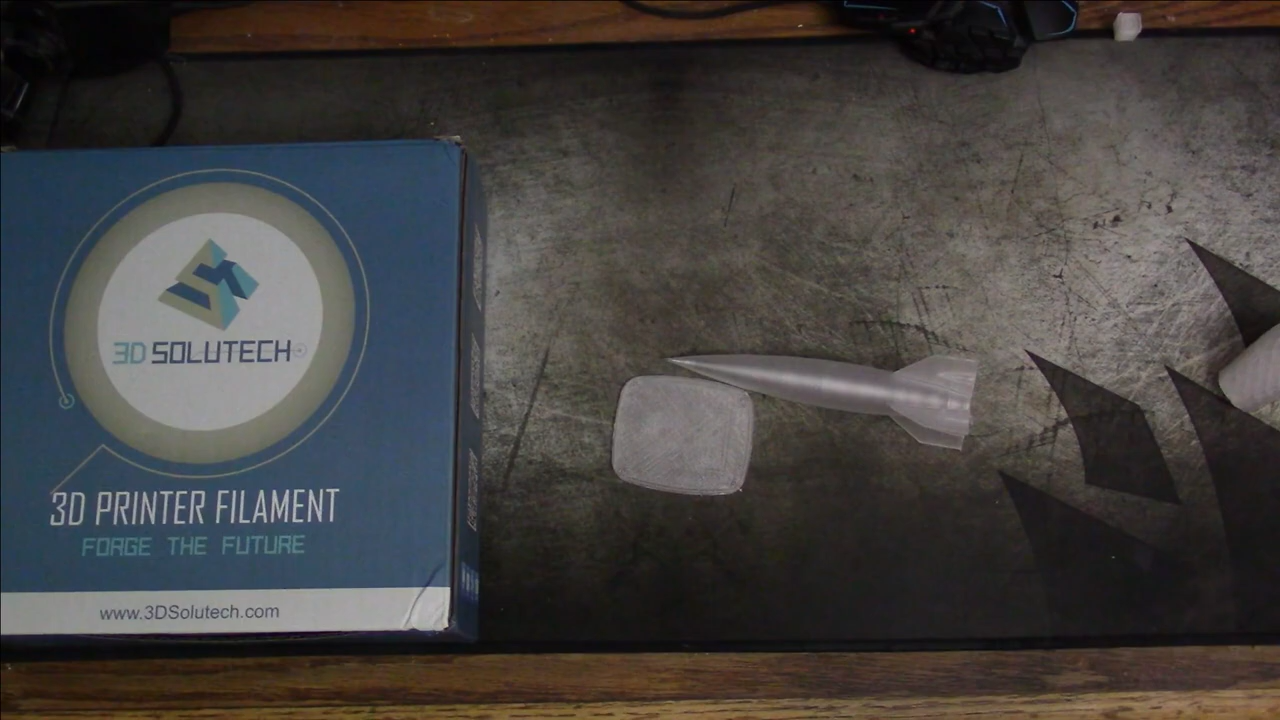 3D SOLUTECH
3D PRINTER FILAMENT
FORGE THE FUTURE
www.3DSolutech.com